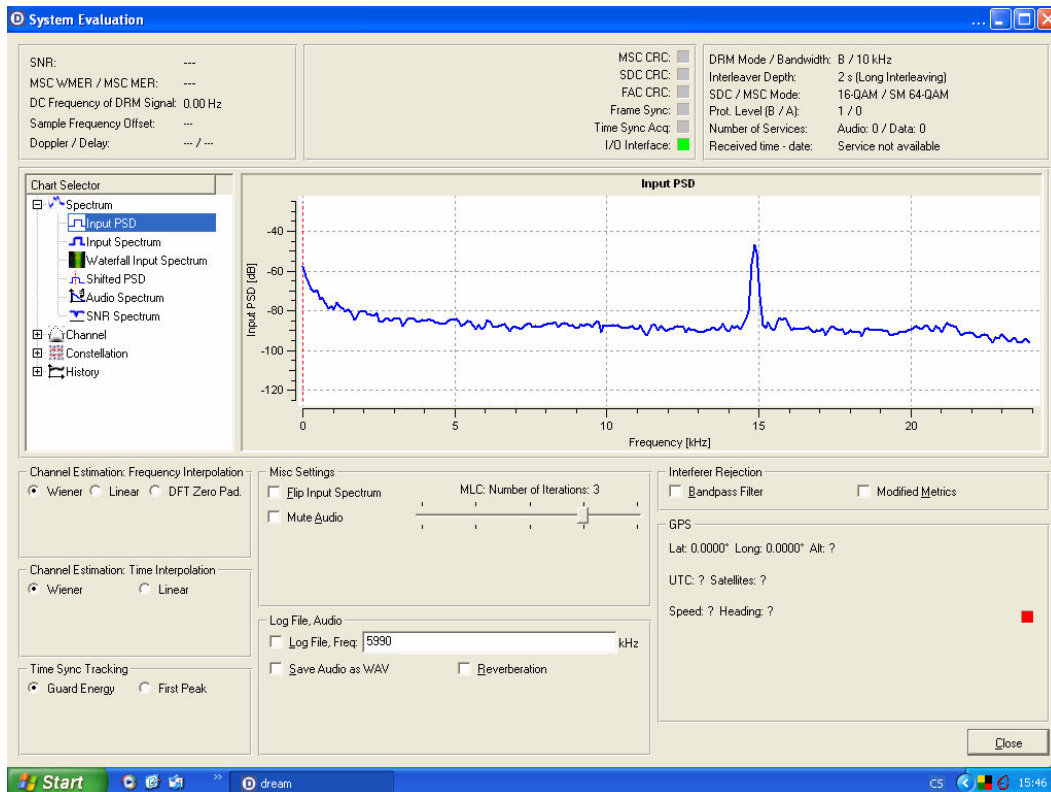 System Evaluation
SNR: ---
MSC WMER / MSC MER: ---
DC Frequency of DRM Signal: 0.00 Hz
Sample Frequency Offset: ---
Doppler / Delay: --- / ---
MSC CRC:
SDC CRC:
FAC CRC:
Frame Sync:
Time Sync Acq:
I/O Interface:
DRM Mode / Bandwidth: B / 10 kHz
Interleaver Depth: 2 s (Long Interleaving)
SDC / MSC Mode: 16-QAM / SM 64-QAM
Prot. Level (B / A): 1 / 0
Number of Services: Audio: 0 / Data: 0
Received time - date: Service not available
Chart Selector
Spectrum
Input PSD
Input Spectrum
Waterfall Input Spectrum
Shifted PSD
Audio Spectrum
SNR Spectrum
Channel
Constellation
History
Input PSD
Input PSD [dB]
-40
-60
-80
-100
-120
0 5 10 15 20
Frequency [kHz]
Channel Estimation: Frequency Interpolation
Wiener Linear DFT Zero Pad.
Channel Estimation: Time Interpolation
Wiener Linear
Time Sync Tracking
Guard Energy First Peak
Misc Settings
Flip Input Spectrum MLC: Number of Iterations: 3
Mute Audio
Log File, Audio
Log File, Freq: 5990 kHz
Save Audio as WAV Reverberation
Interferer Rejection
Bandpass Filter Modified Metrics
GPS
Lat: 0.0000° Long: 0.0000° Alt: ?
UTC: ? Satellites: ?
Speed: ? Heading: ?
Close
Start dream CS 15:46